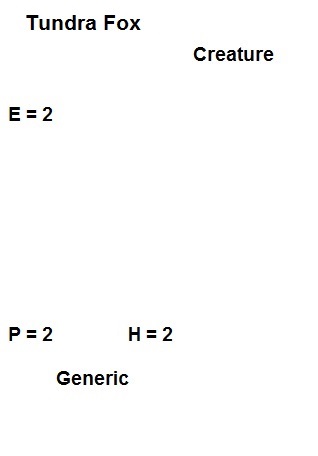 Tundra Fox
Creature
E = 2
P = 2 H = 2
Generic